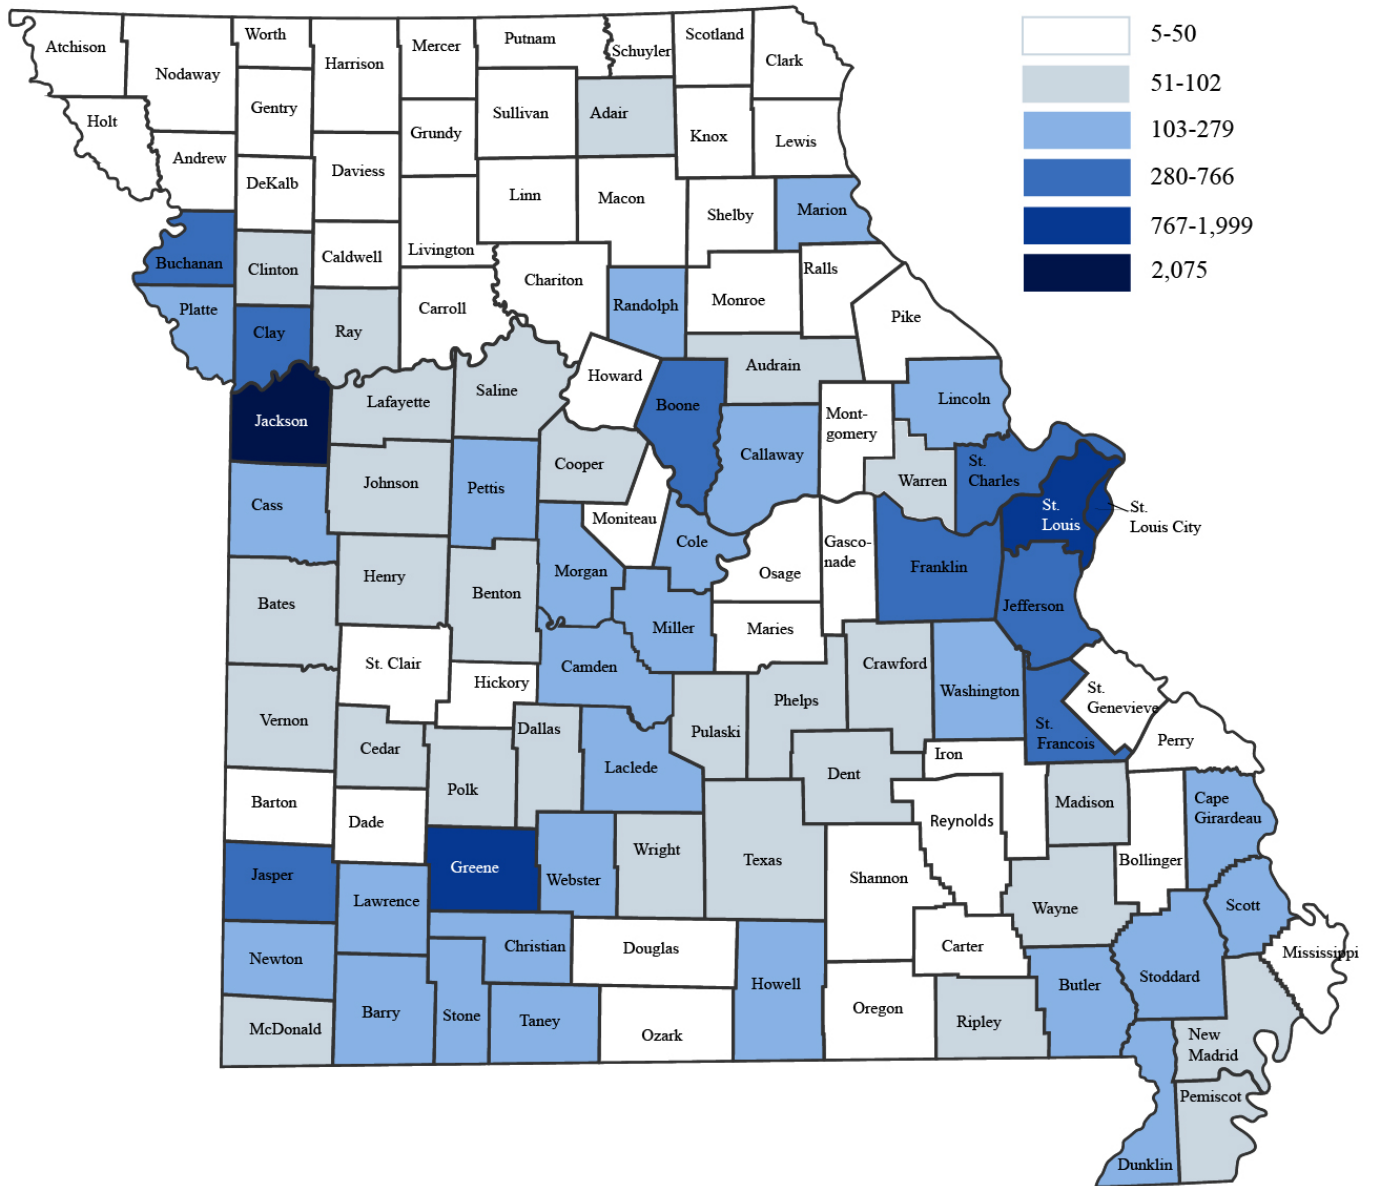 Atchison
Nodaway
Worth
Harrison
Mercer
Putnam
Schuyler
Scotland
Clark
5-50
51-102
103-279
280-766
767-1,999
2,075
Holt
Andrew
Gentry
DeKalb
Daviess
Grundy
Sullivan
Adair
Knox
Lewis
Linn
Macon
Shelby
Marion
Buchanan
Clinton
Caldwell
Livington
Chariton
Randolph
Monroe
Ralls
Pike
Platte
Clay
Ray
Carroll
Howard
Audrain
Jackson
Lafayette
Saline
Boone
Callaway
Mont-
gomery
Lincoln
Warren
St.
Charles
St.
Louis
St.
Louis City
Cass
Johnson
Pettis
Cooper
Moniteau
Cole
Osage
Gasco-
nade
Franklin
Jefferson
Bates
Henry
Benton
Morgan
Miller
Maries
St. Clair
Hickory
Camden
Crawford
Washington
St.
Genevieve
St.
Francois
Perry
Vernon
Cedar
Polk
Dallas
Laclede
Pulaski
Phelps
Dent
Iron
Reynolds
Madison
Bollinger
Cape
Girardeau
Barton
Dade
Jasper
Lawrence
Greene
Webster
Wright
Texas
Shannon
Wayne
Scott
Newton
Christian
Douglas
Howell
Carter
Butler
Stoddard
Mississippi
McDonald
Barry
Stone
Taney
Ozark
Oregon
Ripley
New
Madrid
Pemiscot
Dunklin